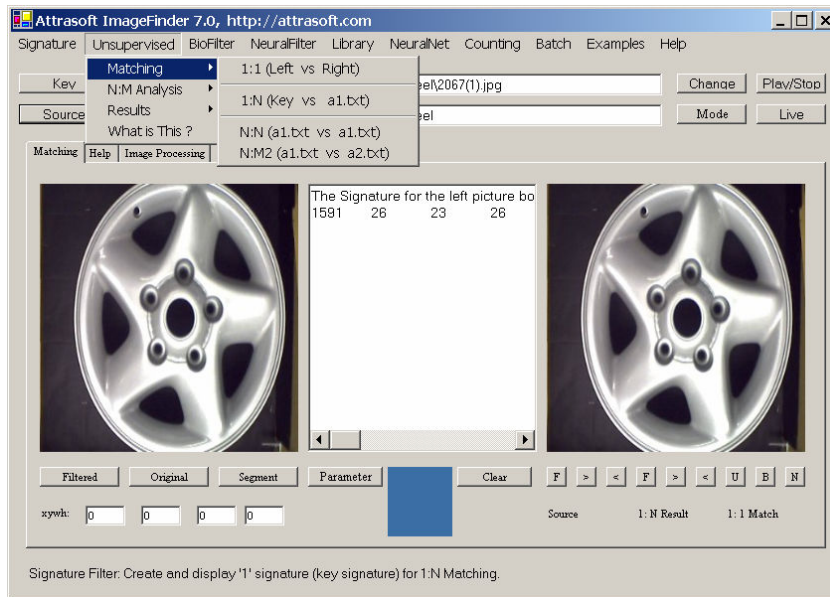 Attrasoft ImageFinder 7.0, http://attrasoft.com
Signature Unsupervised BioFilter NeuralFilter Library NeuralNet Counting Batch Examples Help
Matching
N:M Analysis
Results
What is This ?
1:1 (Left vs Right)
1:N (Key vs a1.txt)
N:N (a1.txt vs a1.txt)
N:M2 (a1.txt vs a2.txt)
Key eel\2067(1).jpg Change Play/Stop
Source eel Mode Live
Matching Help Image Processing
The Signature for the left picture bo
1591 26 23 26
Filtered Original Segment Parameter Clear F > < F > < U B N
xywh: 0 0 0 0 Source 1: N Result 1: 1 Match
Signature Filter: Create and display '1' signature (key signature) for 1:N Matching.